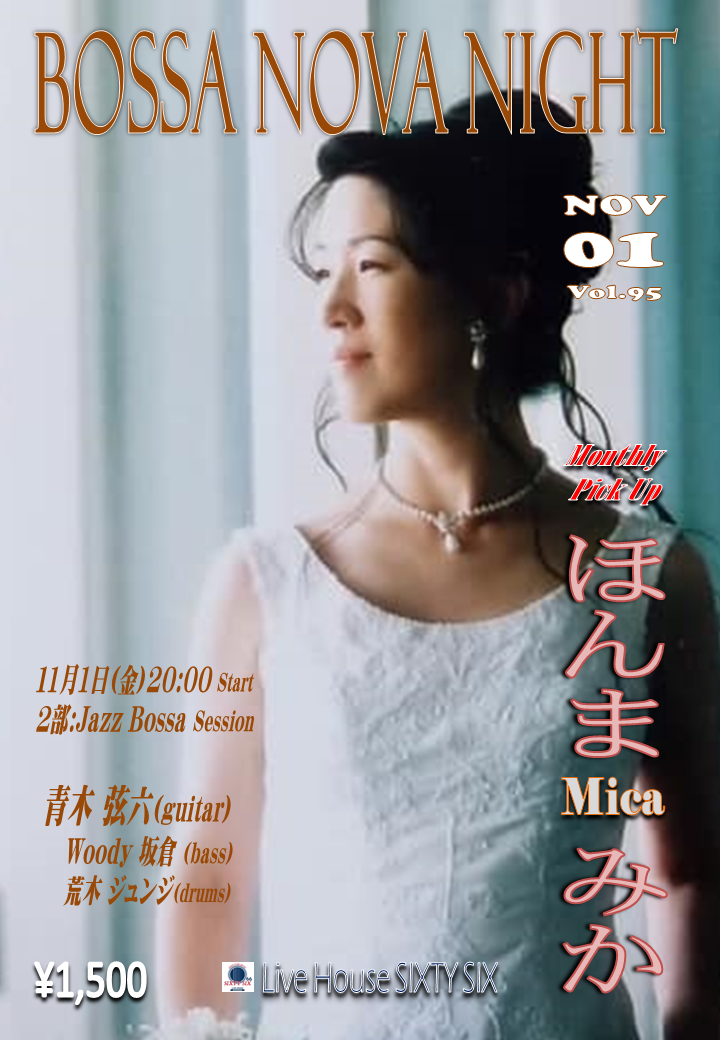 BOSSA NOVA NIGHT
NOV
01
Vol.95
Monthly
Pick Up
ほんま
Mica
みか
11月1日(金)20:00 Start
2部:Jazz Bossa Session
青木 弦六(guitar)
Woody 坂倉 (bass)
荒木 ジュンジ(drums)
¥1,500
SIXTY SIX
Live House SIXTY SIX